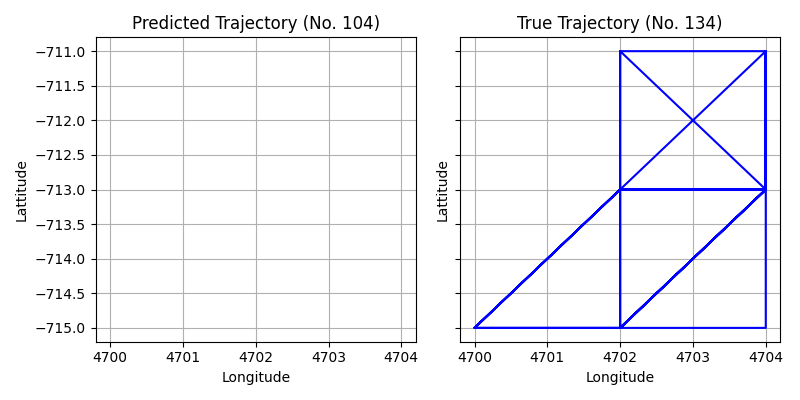 Predicted Trajectory (No. 104)
True Trajectory (No. 134)
Lattitude
−711.0
−711.5
−712.0
−712.5
−713.0
−713.5
−714.0
−714.5
−715.0
4700 4701 4702 4703 4704
Longitude
Lattitude
4700 4701 4702 4703 4704
Longitude